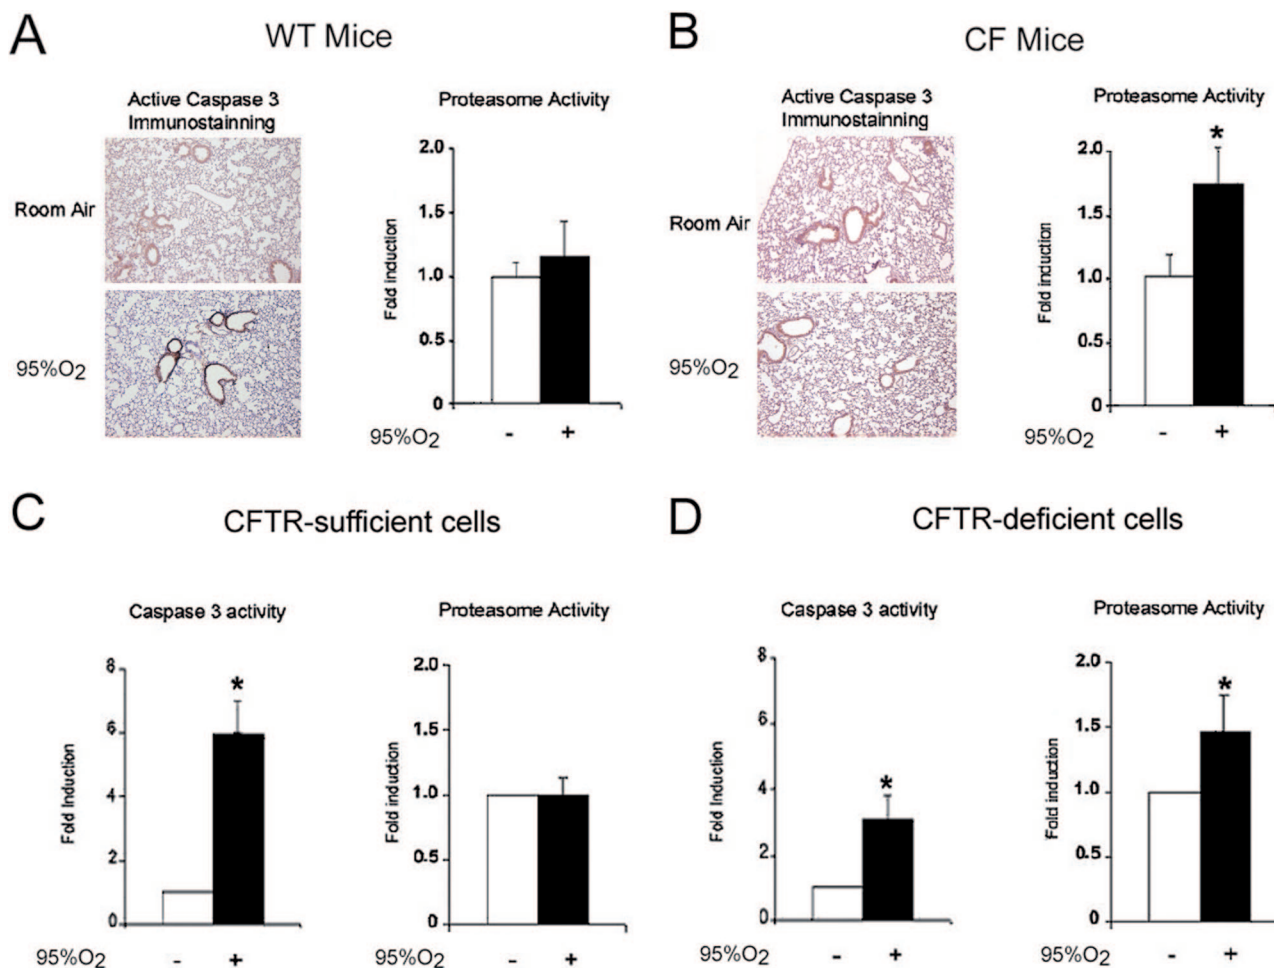 A
WT Mice
Active Caspase 3
Immunostainning
Room Air
95%O2
Proteasome Activity
Fold induction
2.0
1.5
1.0
0.5
0
95%O2
-
+
B
CF Mice
Active Caspase 3
Immunostainning
Room Air
95%O2
Proteasome Activity
Fold induction
*
2.0
1.5
1.0
0.5
0
95%O2
-
+
C
CFTR-sufficient cells
Caspase 3 activity
Fold Induction
8
*
6
4
2
0
95%O2
-
+
Proteasome Activity
Fold induction
2.0
1.5
1.0
0.5
0
95%O2
-
+
D
CFTR-deficient cells
Caspase 3 activity
Fold Induction
8
6
4
*
2
0
95%O2
-
+
Proteasome Activity
Fold induction
2.0
*
1.5
1.0
0.5
0
95%O2
-
+